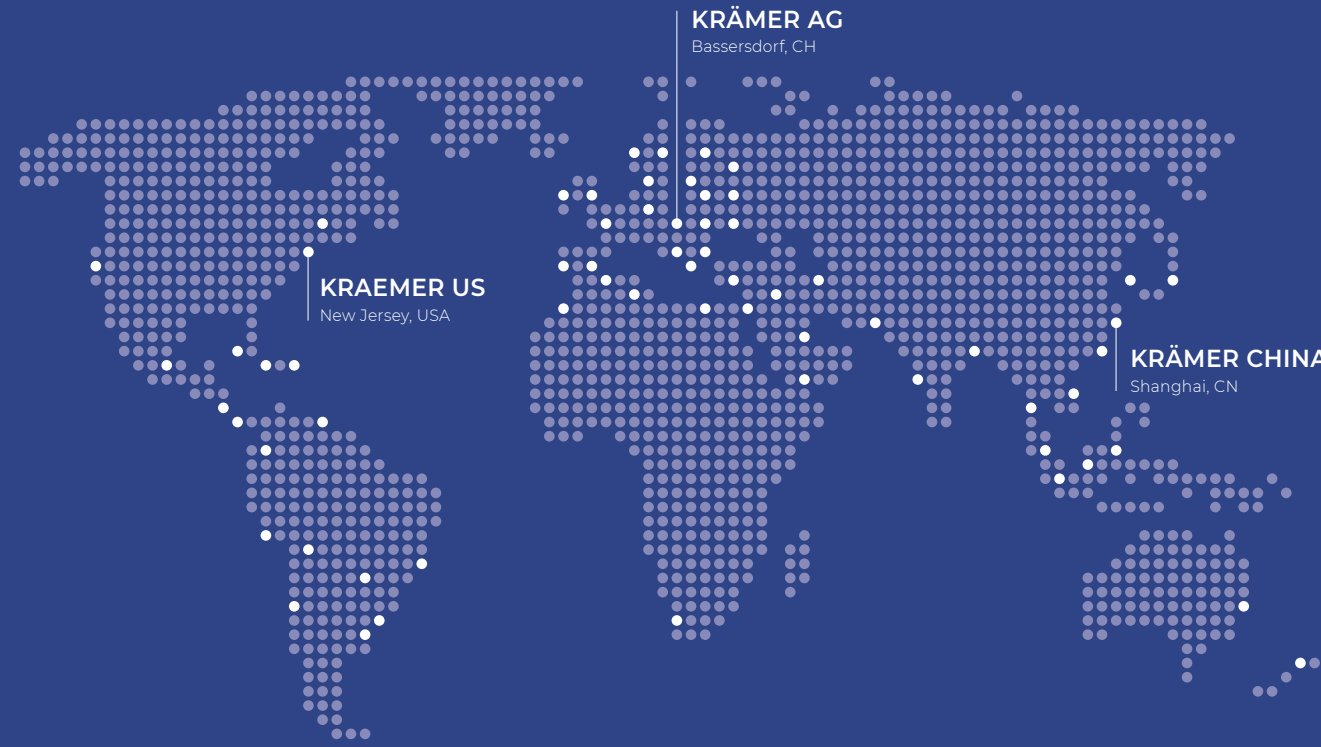 KRÄMER AG
Bassersdorf, CH
KRAEMER US
New Jersey, USA
KRÄMER CHINA
Shanghai, CN